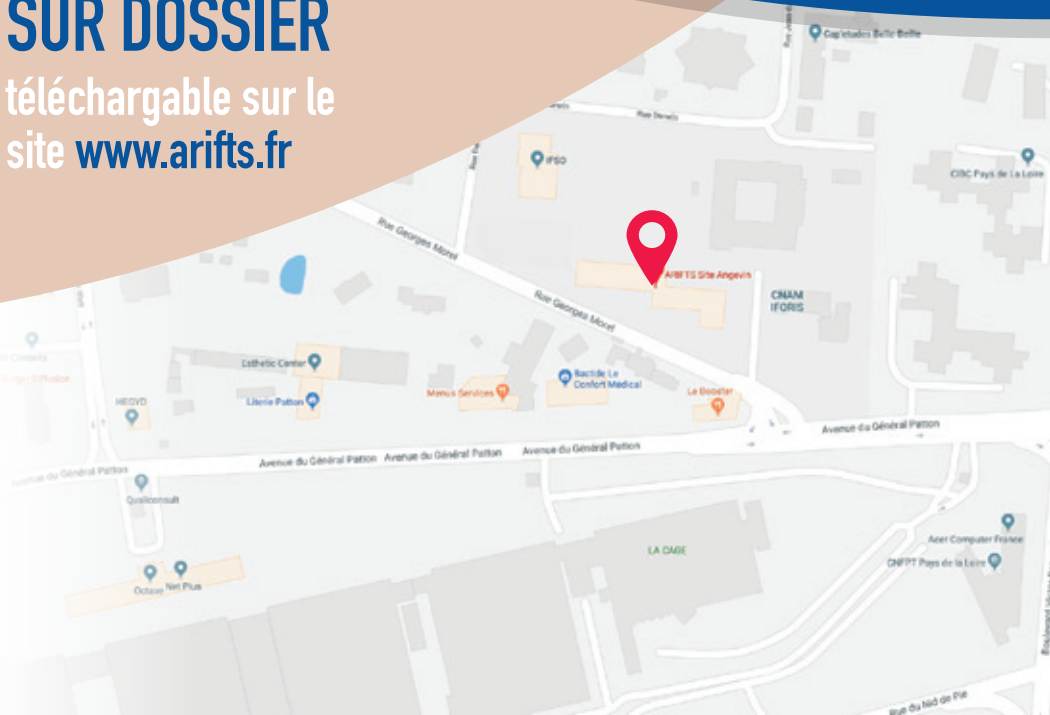 SUR DOSSIER
téléchargable sur le
site www.arifts.fr
Cap'etudes Belle-Beille
Rue Darwin
IFSO
CIBC Pays de La Loire
Rue Georges Morel
ARIFTS Site Angevin
Rue Georges Morel
CNAM
IFORIS
Esthetic Center
Bastide Le
Confort Médical
Menus Services
Le Booster
Literie Patton
HEOVD
Avenue du Général Patton
Avenue du Général Patton
Avenue du Général Patton
Avenue du Général Patton
Avenue du Général Patton
Qualiconsult
Acer Computer France
LA CAGE
CNFPT Pays de la Loire
Octave
Net Plus
Rue du Nid de Pie